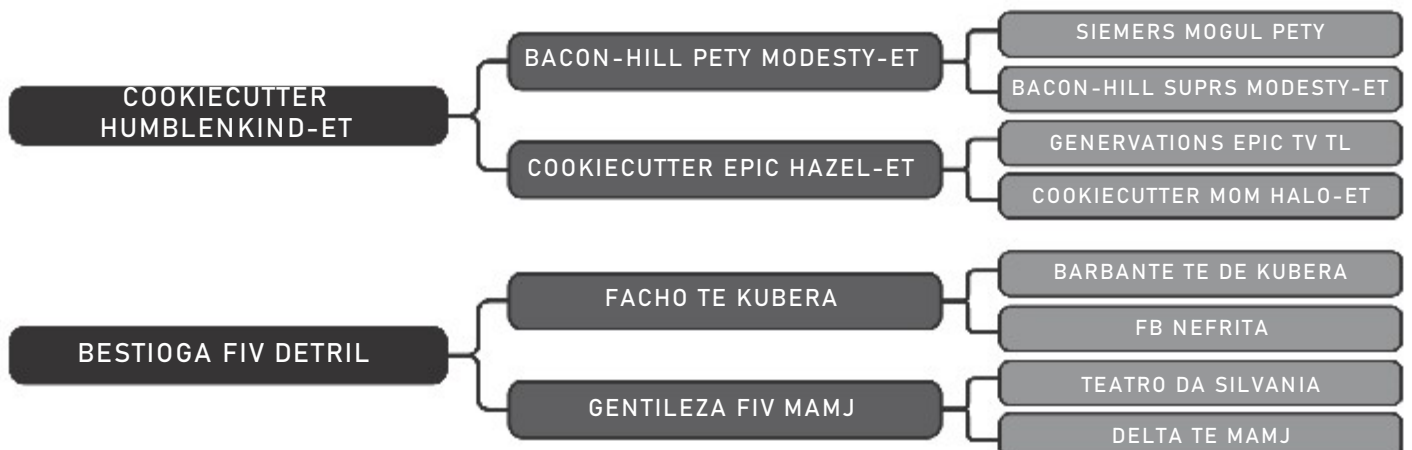 COOKIECUTTER
HUMBLENKIND-ET
BACON-HILL PETY MODESTY-ET
SIEMERS MOGUL PETY
BACON-HILL SUPRS MODESTY-ET
COOKIECUTTER EPIC HAZEL-ET
GENERVATIONS EPIC TV TL
COOKIECUTTER MOM HALO-ET
BESTIOGA FIV DETRIL
FACHO TE KUBERA
BARBANTE TE DE KUBERA
FB NEFRITA
GENTILEZA FIV MAMJ
TEATRO DA SILVANIA
DELTA TE MAMJ